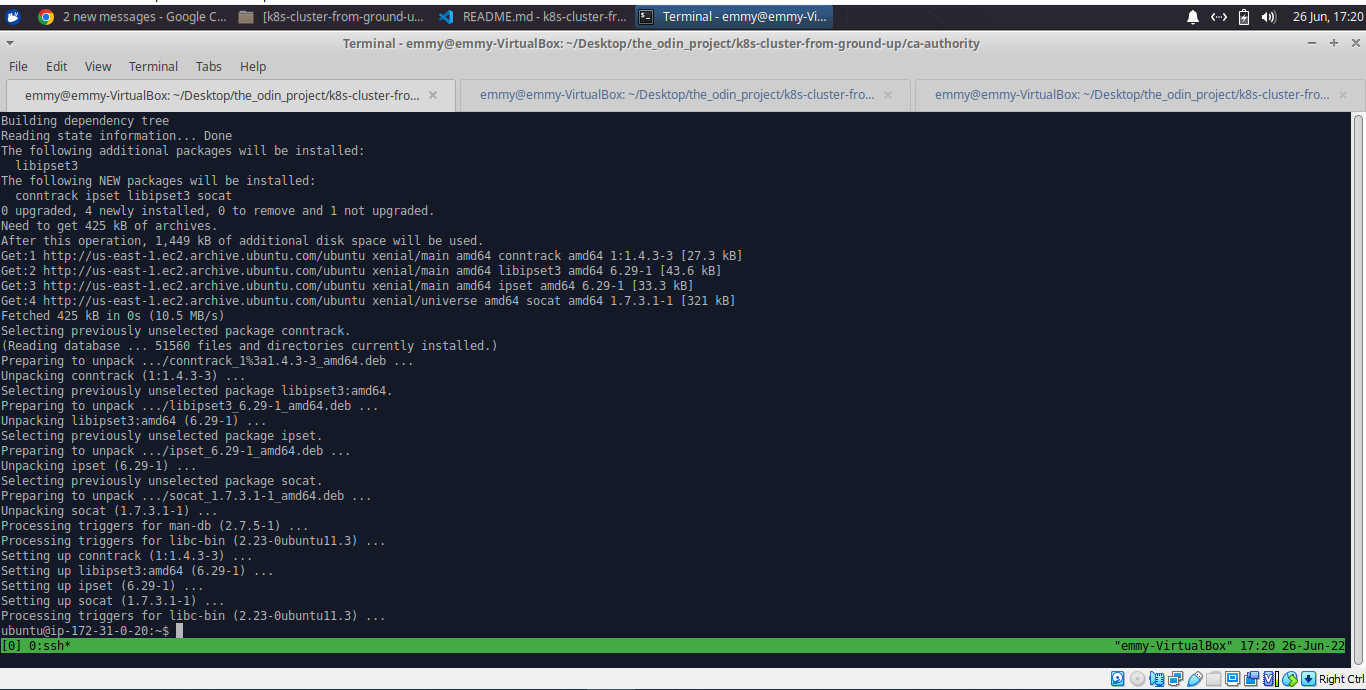 2 new messages - Google C...
[k8s-cluster-from-ground-u...
README.md - k8s-cluster-fr...
Terminal - emmy@emmy-Vi...
26 Jun, 17:20
Terminal - emmy@emmy-VirtualBox: ~/Desktop/the_odin_project/k8s-cluster-from-ground-up/ca-authority
File Edit View Terminal Tabs Help
emmy@emmy-VirtualBox: ~/Desktop/the_odin_project/k8s-cluster-fro...
emmy@emmy-VirtualBox: ~/Desktop/the_odin_project/k8s-cluster-fro...
emmy@emmy-VirtualBox: ~/Desktop/the_odin_project/k8s-cluster-fro...
Building dependency tree
Reading state information... Done
The following additional packages will be installed:
  libipset3
The following NEW packages will be installed:
  conntrack ipset libipset3 socat
0 upgraded, 4 newly installed, 0 to remove and 1 not upgraded.
Need to get 425 kB of archives.
After this operation, 1,449 kB of additional disk space will be used.
Get:1 http://us-east-1.ec2.archive.ubuntu.com/ubuntu xenial/main amd64 conntrack amd64 1:1.4.3-3 [27.3 kB]
Get:2 http://us-east-1.ec2.archive.ubuntu.com/ubuntu xenial/main amd64 libipset3 amd64 6.29-1 [43.6 kB]
Get:3 http://us-east-1.ec2.archive.ubuntu.com/ubuntu xenial/main amd64 ipset amd64 6.29-1 [33.3 kB]
Get:4 http://us-east-1.ec2.archive.ubuntu.com/ubuntu xenial/universe amd64 socat amd64 1.7.3.1-1 [321 kB]
Fetched 425 kB in 0s (10.5 MB/s)
Selecting previously unselected package conntrack.
(Reading database ... 51560 files and directories currently installed.)
Preparing to unpack .../conntrack_1%3a1.4.3-3_amd64.deb ...
Unpacking conntrack (1:1.4.3-3) ...
Selecting previously unselected package libipset3:amd64.
Preparing to unpack .../libipset3_6.29-1_amd64.deb ...
Unpacking libipset3:amd64 (6.29-1) ...
Selecting previously unselected package ipset.
Preparing to unpack .../ipset_6.29-1_amd64.deb ...
Unpacking ipset (6.29-1) ...
Selecting previously unselected package socat.
Preparing to unpack .../socat_1.7.3.1-1_amd64.deb ...
Unpacking socat (1.7.3.1-1) ...
Processing triggers for man-db (2.7.5-1) ...
Processing triggers for libc-bin (2.23-0ubuntu11.3) ...
Setting up conntrack (1:1.4.3-3) ...
Setting up libipset3:amd64 (6.29-1) ...
Setting up ipset (6.29-1) ...
Setting up socat (1.7.3.1-1) ...
Processing triggers for libc-bin (2.23-0ubuntu11.3) ...
ubuntu@ip-172-31-0-20:~$
[0] 0:ssh* "emmy-VirtualBox" 17:20 26-Jun-22
Right Ctrl